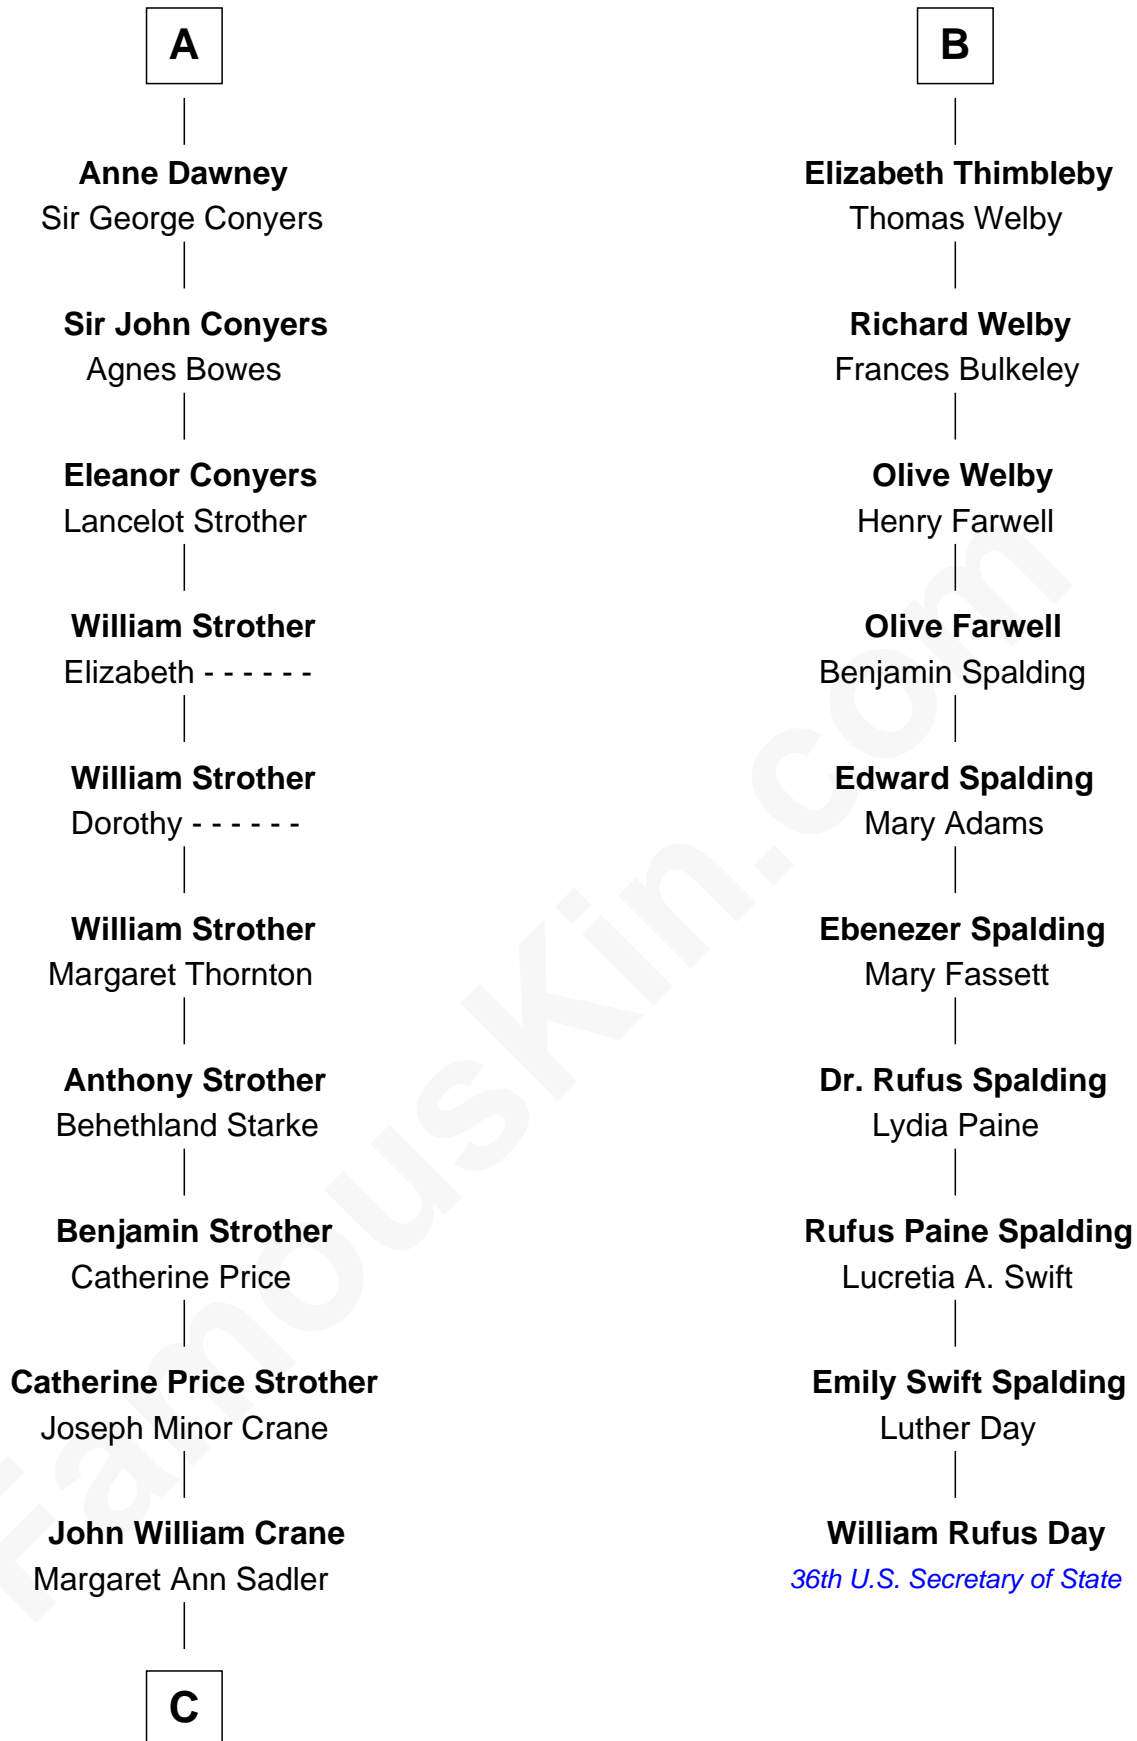 A
Anne Dawney
Sir George Conyers
Sir John Conyers
Agnes Bowes
Eleanor Conyers
Lancelot Strother
William Strother
Elizabeth - - - - - -
William Strother
Dorothy - - - - - -
William Strother
Margaret Thornton
Anthony Strother
Behethland Starke
Benjamin Strother
Catherine Price
Catherine Price Strother
Joseph Minor Crane
John William Crane
Margaret Ann Sadler
C
B
Elizabeth Thimbleby
Thomas Welby
Richard Welby
Frances Bulkeley
Olive Welby
Henry Farwell
Olive Farwell
Benjamin Spalding
Edward Spalding
Mary Adams
Ebenezer Spalding
Mary Fassett
Dr. Rufus Spalding
Lydia Paine
Rufus Paine Spalding
Lucretia A. Swift
Emily Swift Spalding
Luther Day
William Rufus Day
36th U.S. Secretary of State
FamousKin.com